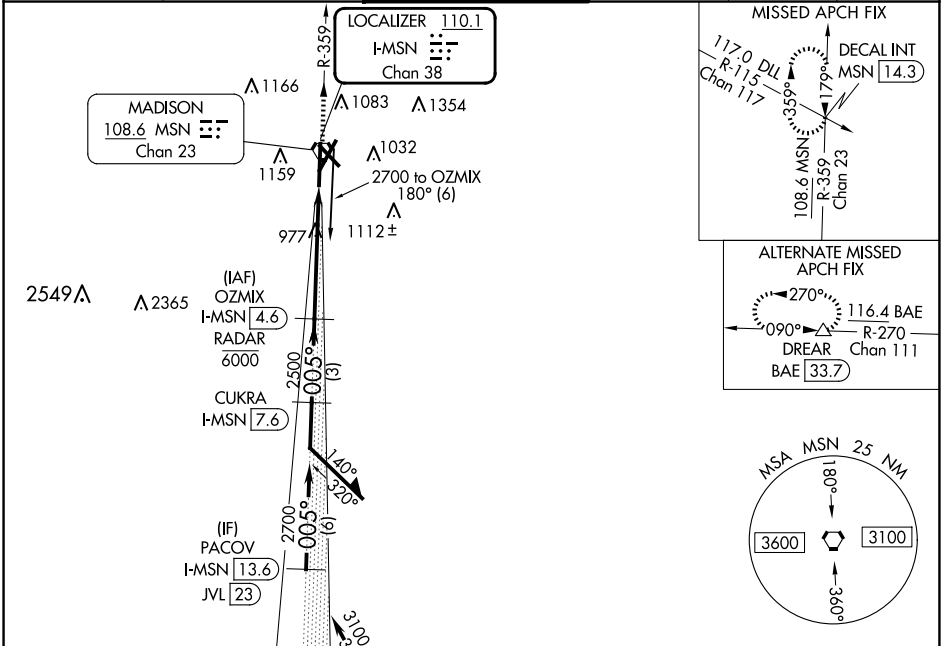 LOCALIZER 110.1
I-MSN
Chan 38
R-359
MADISON
108.6 MSN
Chan 23
1166
1083
1354
1159
1032
2700 to OZMIX
180° (6)
977
1112 ±
2549
2365
(IAF)
OZMIX
I-MSN 4.6
RADAR
6000
2500
005°
(3)
CUKRA
I-MSN 7.6
140°
320°
2700
005°
(6)
(IF)
PACOV
I-MSN 13.6
JVL 23
3100
MISSED APCH FIX
117.0 DLL
R-115
Chan 117
DECAL INT
MSN 14.3
359°
179°
108.6 MSN
R-359
Chan 23
ALTERNATE MISSED
APCH FIX
270°
090°
116.4 BAE
R-270
Chan 111
DREAR
BAE 33.7
MSA MSN 25 NM
180°
3600
3100
360°